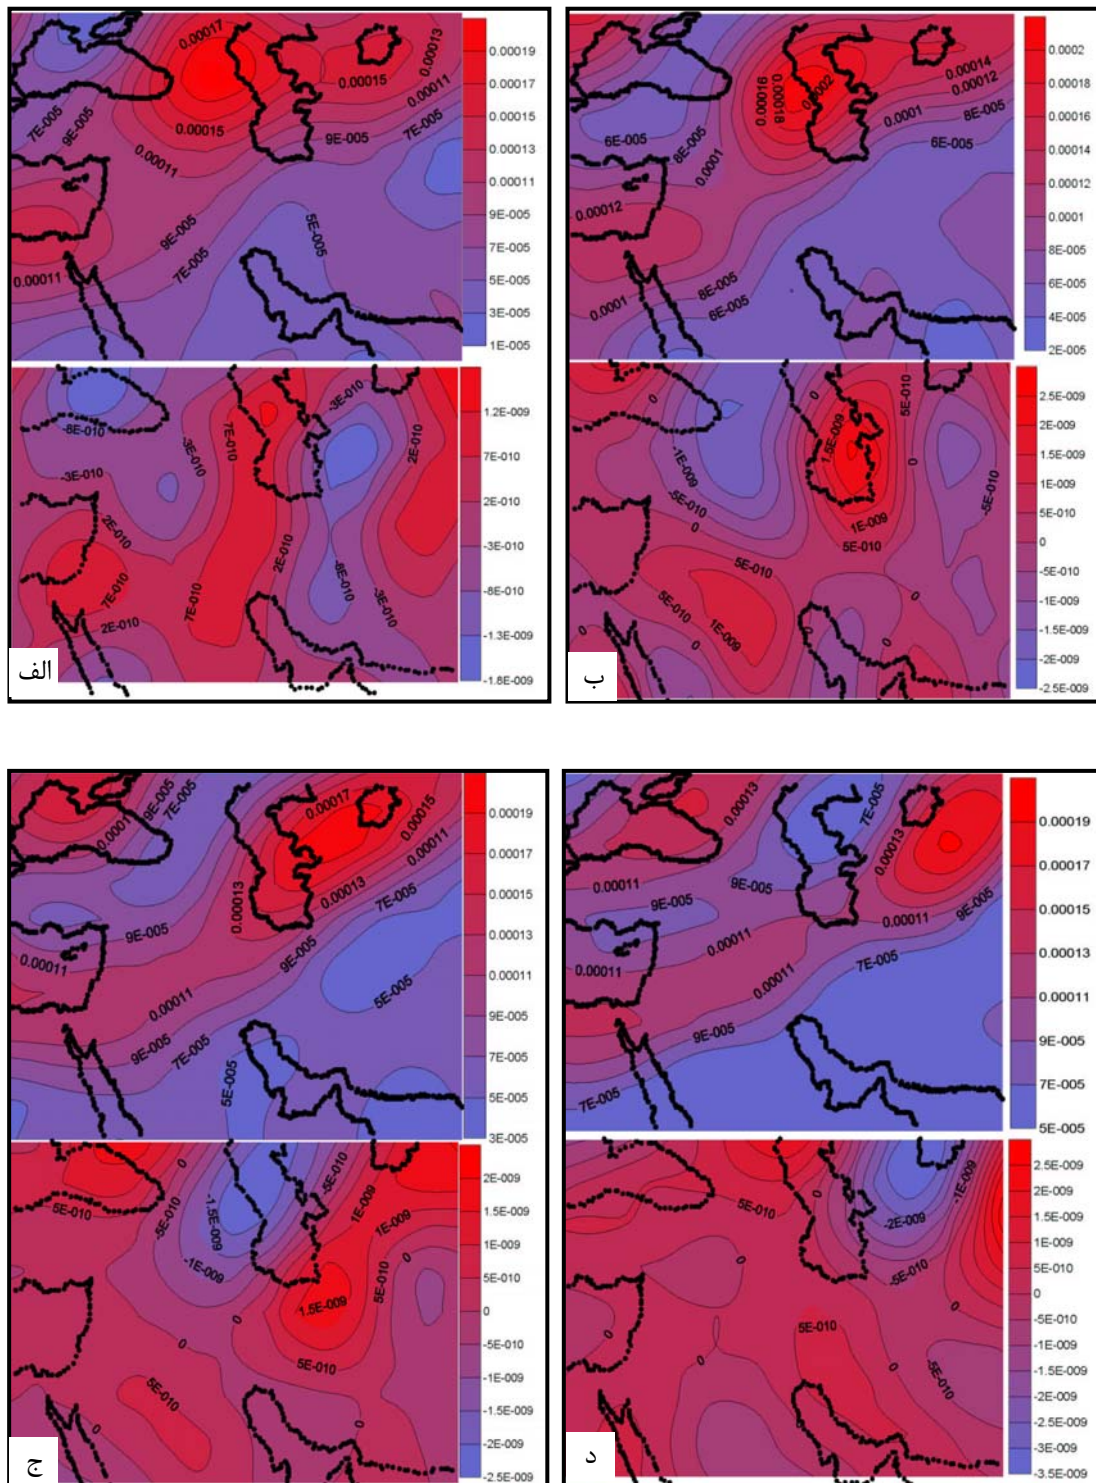 0.00017
0.00013
7E-005
9E-005
0.00015
0.00011
0.00015
9E-005
7E-005
0.00011
9E-005
7E-005
5E-005
0.00011
0.00019
0.00017
0.00015
0.00013
0.00011
9E-005
7E-005
5E-005
3E-005
1E-005
-8E-010
-3E-010
-3E-010
7E-010
-3E-010
2E-010
2E-010
7E-010
2E-010
7E-010
2E-010
-8E-010
-3E-010
1.2E-009
7E-010
2E-010
-3E-010
-8E-010
-1.3E-009
-1.8E-009
الف
0.00016
0.00018
0.0002
0.00014
0.00012
0.0001
8E-005
6E-005
6E-005
8E-005
0.0001
0.00012
0.0001
8E-005
6E-005
0.0002
0.00018
0.00016
0.00014
0.00012
0.0001
8E-005
6E-005
4E-005
2E-005
0
0
5E-010
-1E-009
1.5E-009
0
-5E-010
-5E-010
0
1E-009
5E-010
5E-010
5E-010
1E-009
0
0
0
0
0
2.5E-009
2E-009
1.5E-009
1E-009
5E-010
0
-5E-010
-1E-009
-1.5E-009
-2E-009
-2.5E-009
ب
9E-005
7E-005
0.00017
0.00015
0.00011
0.00013
0.00013
7E-005
9E-005
9E-005
0.00011
0.00011
5E-005
9E-005
7E-005
5E-005
0.00019
0.00017
0.00015
0.00013
0.00011
9E-005
7E-005
5E-005
3E-005
0
5E-010
-5E-010
-1.5E-009
-5E-010
1E-009
1E-009
-1E-009
0
0
0
1.5E-009
5E-010
5E-010
5E-010
0
0
2E-009
1.5E-009
1E-009
5E-010
0
-5E-010
-1E-009
-1.5E-009
-2E-009
-2.5E-009
ج
0.00013
7E-005
0.00013
0.00011
9E-005
9E-005
9E-005
0.00011
0.00011
0.00011
0.00011
7E-005
9E-005
7E-005
0.00019
0.00017
0.00015
0.00013
0.00011
9E-005
7E-005
5E-005
5E-010
0
-1E-009
-2E-009
-5E-010
0
0
0
5E-010
0
0
-5E-010
2.5E-009
2E-009
1.5E-009
1E-009
5E-010
0
-5E-010
-1E-009
-1.5E-009
-2E-009
-2.5E-009
-3E-009
-3.5E-009
د